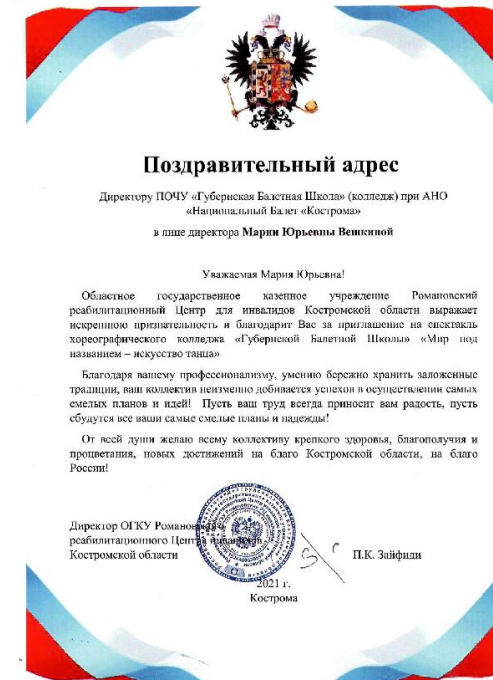 Поздравительный адрес
Директору ПОЧУ «Губернская Балетная Школа» (колледж) при АНО
«Национальный Балет «Кострома»
в лице директора Марии Юрьевны Вешкиной
Уважаемая Мария Юрьевна!
Областное государственное казенное учреждение Романовский
реабилитационный Центр для инвалидов Костромской области выражает
искреннюю признательность и благодарит Вас за приглашение на спектакль
хореографического колледжа «Губернской Балетной Школы» «Мир под
названием – искусство танца»
Благодаря вашему профессионализму, умению бережно хранить заложенные
традиции, ваш коллектив неизменно добивается успехов в осуществлении самых
смелых планов и идей! Пусть ваш труд всегда приносит вам радость, пусть
сбудутся все ваши самые смелые планы и надежды!
От всей души желаю всему коллективу крепкого здоровья, благополучия и
процветания, новых достижений на благо Костромской области, на благо
России!
Директор ОГКУ Романовского
реабилитационного Центра инвалидов
Костромской области П.К. Зайфиди
2021 г.
Кострома